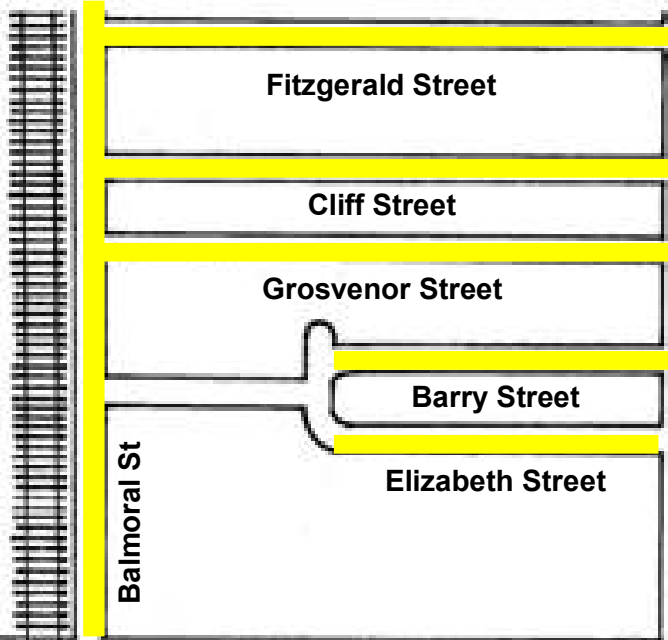 Fitzgerald Street
Cliff Street
Grosvenor Street
Barry Street
Elizabeth Street
Balmoral St